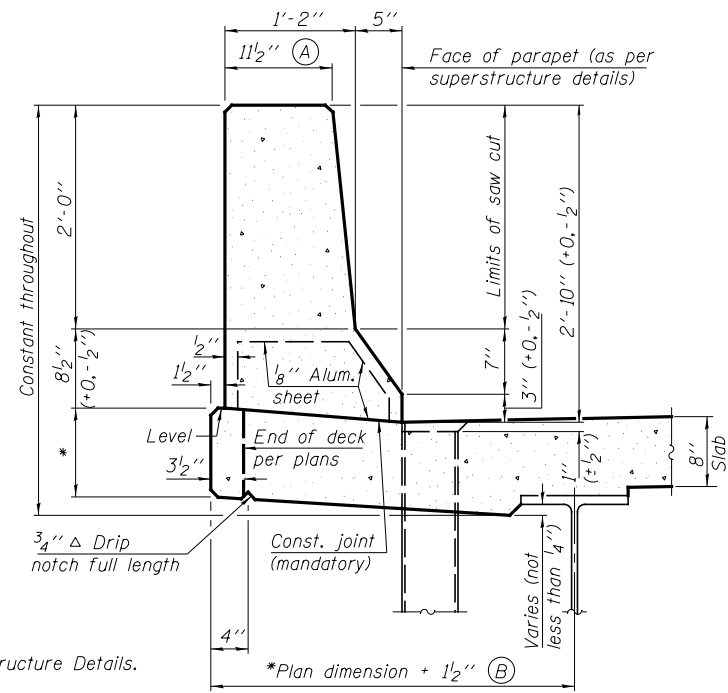 1'-2"
5"
11½" Ⓐ
Face of parapet (as per
superstructure details)
Constant throughout
2'-0"
8½"
(+0,-½")
*
½"
1½"
⅛" Alum.
sheet
Limits of saw cut
7"
3" (+0,-½")
2'-10" (+0,-½")
Level
End of deck
per plans
3½"
1"
(±½")
8"
Slab
¾" Δ Drip
notch full length
Const. joint
(mandatory)
Varies (not
less than ¼")
4"
ructure Details.
*Plan dimension + 1½" Ⓑ